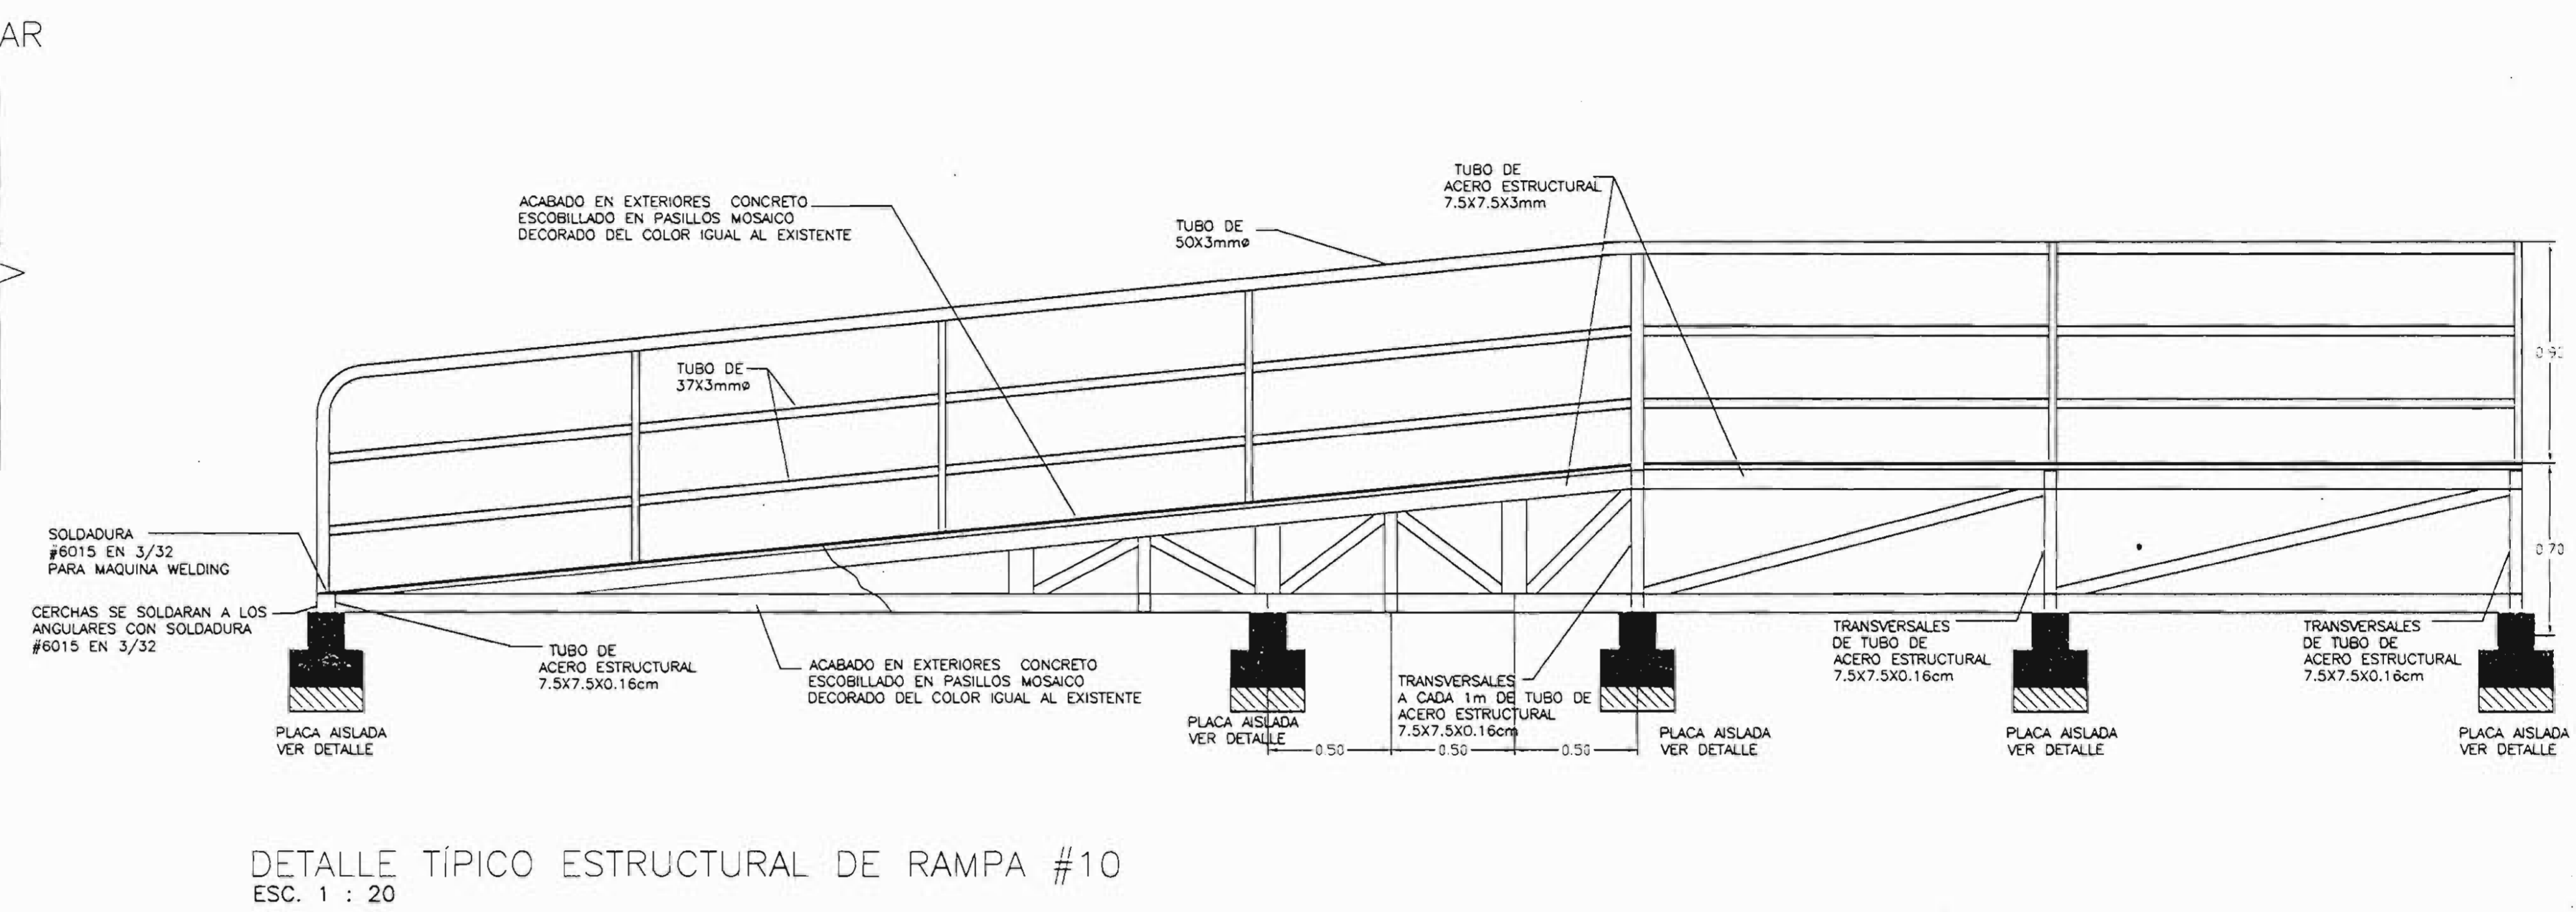 AR
TUBO DE
ACERO ESTRUCTURAL
7.5X7.5X3mm
ACABADO EN EXTERIORES CONCRETO
ESCOBILLADO EN PASILLOS MOSAICO
DECORADO DEL COLOR IGUAL AL EXISTENTE
TUBO DE
50X3mmø
TUBO DE
37X3mmø
SOLDADURA
#6015 EN 3/32
PARA MAQUINA WELDING
CERCHAS SE SOLDARAN A LOS
ANGULARES CON SOLDADURA
#6015 EN 3/32
TUBO DE
ACERO ESTRUCTURAL
7.5X7.5X0.16cm
ACABADO EN EXTERIORES CONCRETO
ESCOBILLADO EN PASILLOS MOSAICO
DECORADO DEL COLOR IGUAL AL EXISTENTE
TRANSVERSALES
A CADA 1m DE TUBO DE
ACERO ESTRUCTURAL
7.5X7.5X0.16cm
TRANSVERSALES
DE TUBO DE
ACERO ESTRUCTURAL
7.5X7.5X0.16cm
TRANSVERSALES
DE TUBO DE
ACERO ESTRUCTURAL
7.5X7.5X0.16cm
0.70
PLACA AISLADA
VER DETALLE
PLACA AISLADA
VER DETALLE
PLACA AISLADA
VER DETALLE
PLACA AISLADA
VER DETALLE
PLACA AISLADA
VER DETALLE
0.50
0.50
0.50
DETALLE TÍPICO ESTRUCTURAL DE RAMPA #10
ESC. 1 : 20